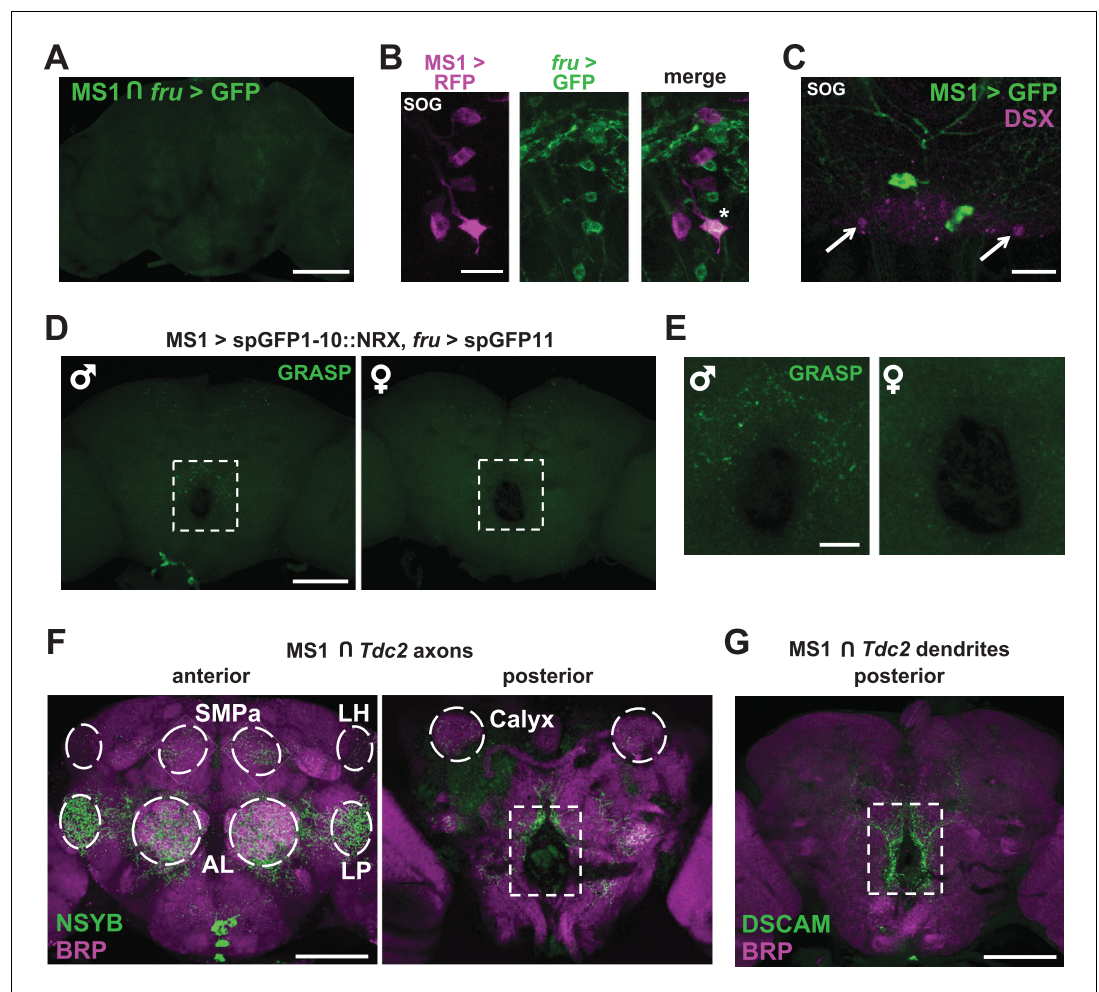 A
MS1 ∩ fru > GFP
B
MS1 >
RFP
fru >
GFP
merge
SOG
*
C
SOG
MS1 > GFP
DSX
D
MS1 > spGFP1-10::NRX, fru > spGFP11
♂
GRASP
♀
E
♂
GRASP
♀
F
MS1 ∩ Tdc2 axons
anterior
posterior
SMPa
LH
AL
LP
NSYB
BRP
Calyx
G
MS1 ∩ Tdc2 dendrites
posterior
DSCAM
BRP